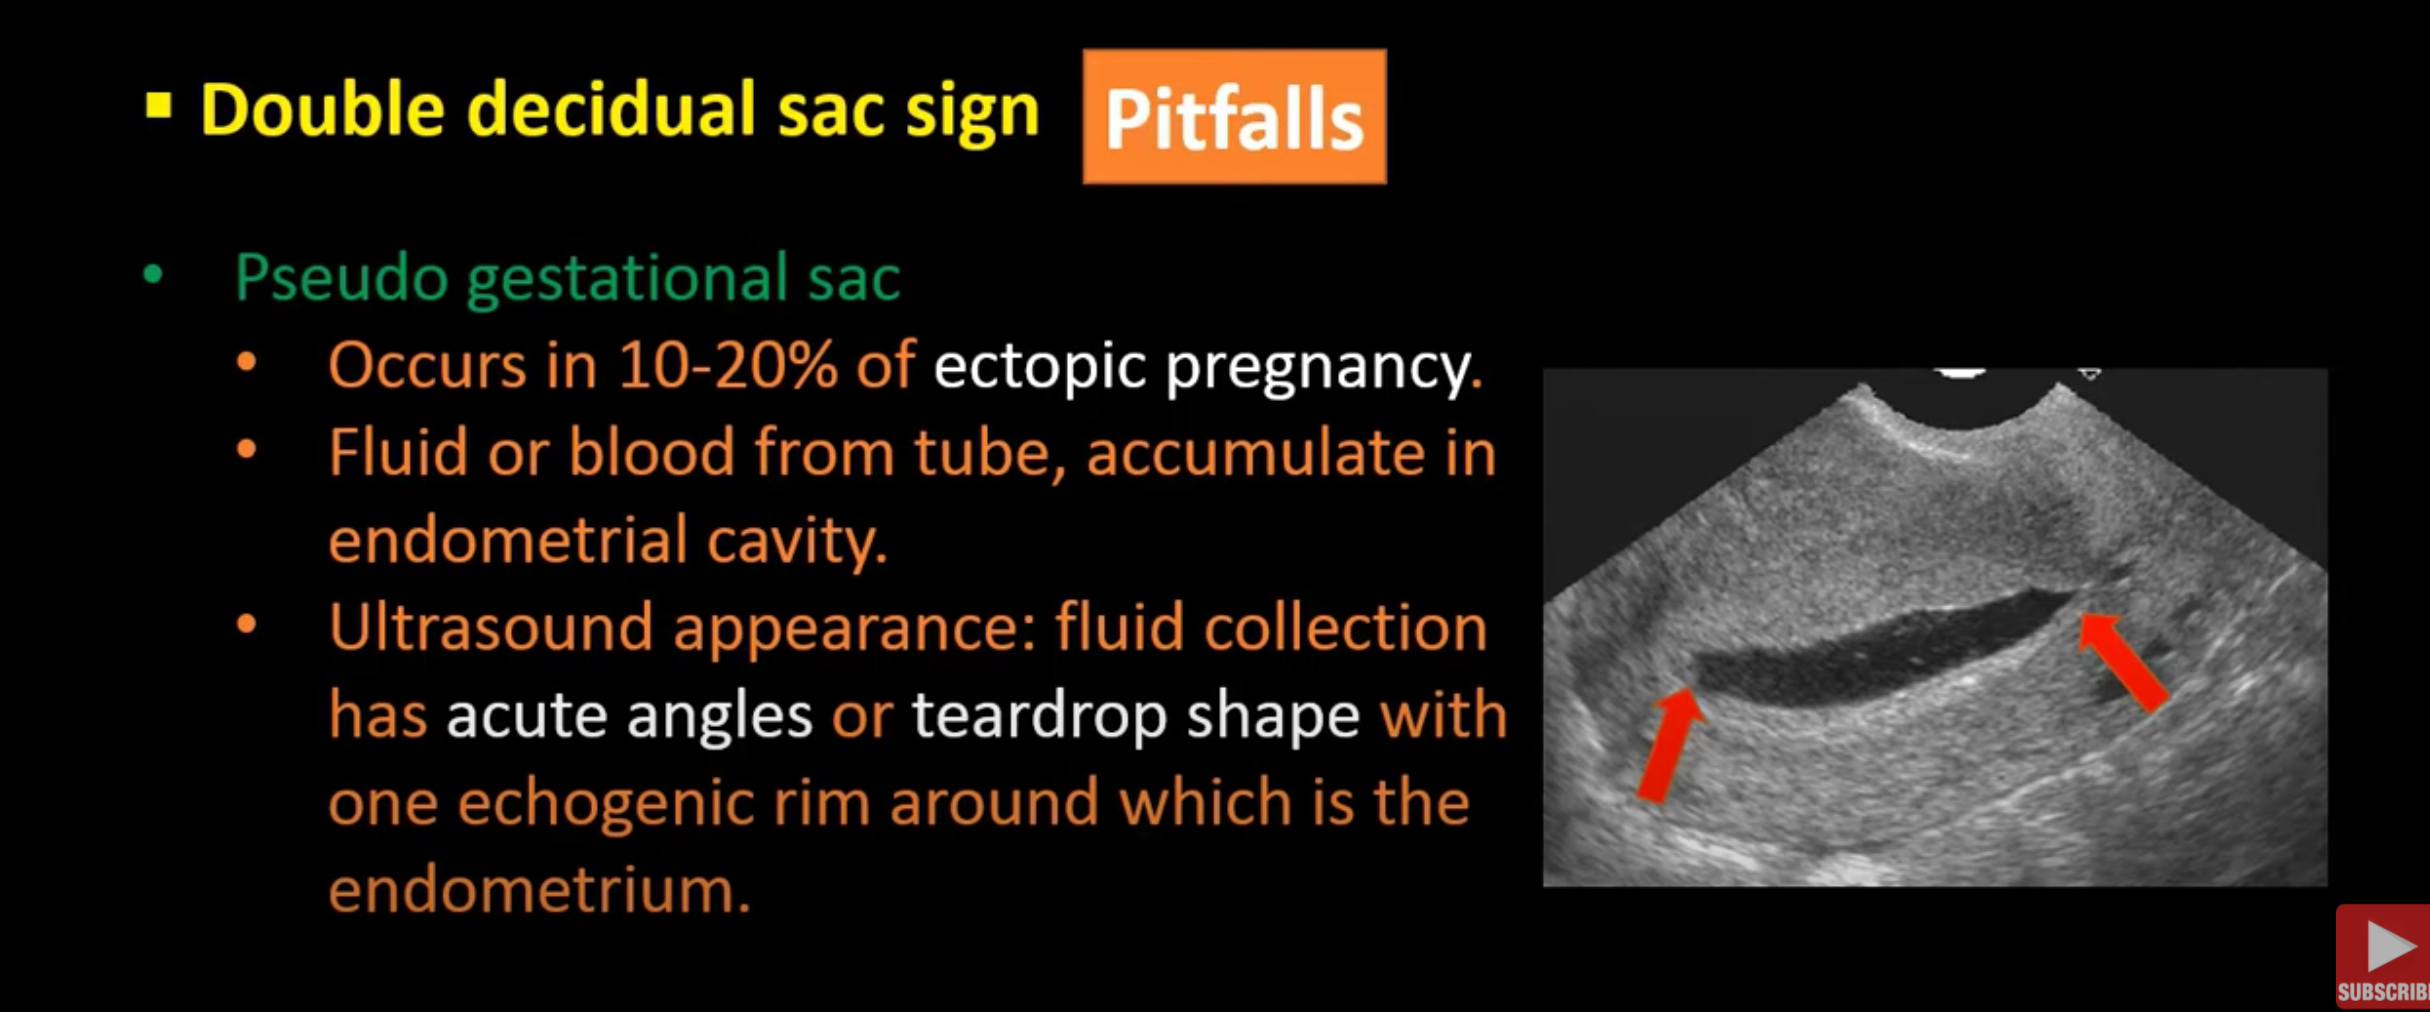 ▪ Double decidual sac sign
Pitfalls
• Pseudo gestational sac
• Occurs in 10-20% of ectopic pregnancy.
• Fluid or blood from tube, accumulate in
endometrial cavity.
• Ultrasound appearance: fluid collection
has acute angles or teardrop shape with
one echogenic rim around which is the
endometrium.